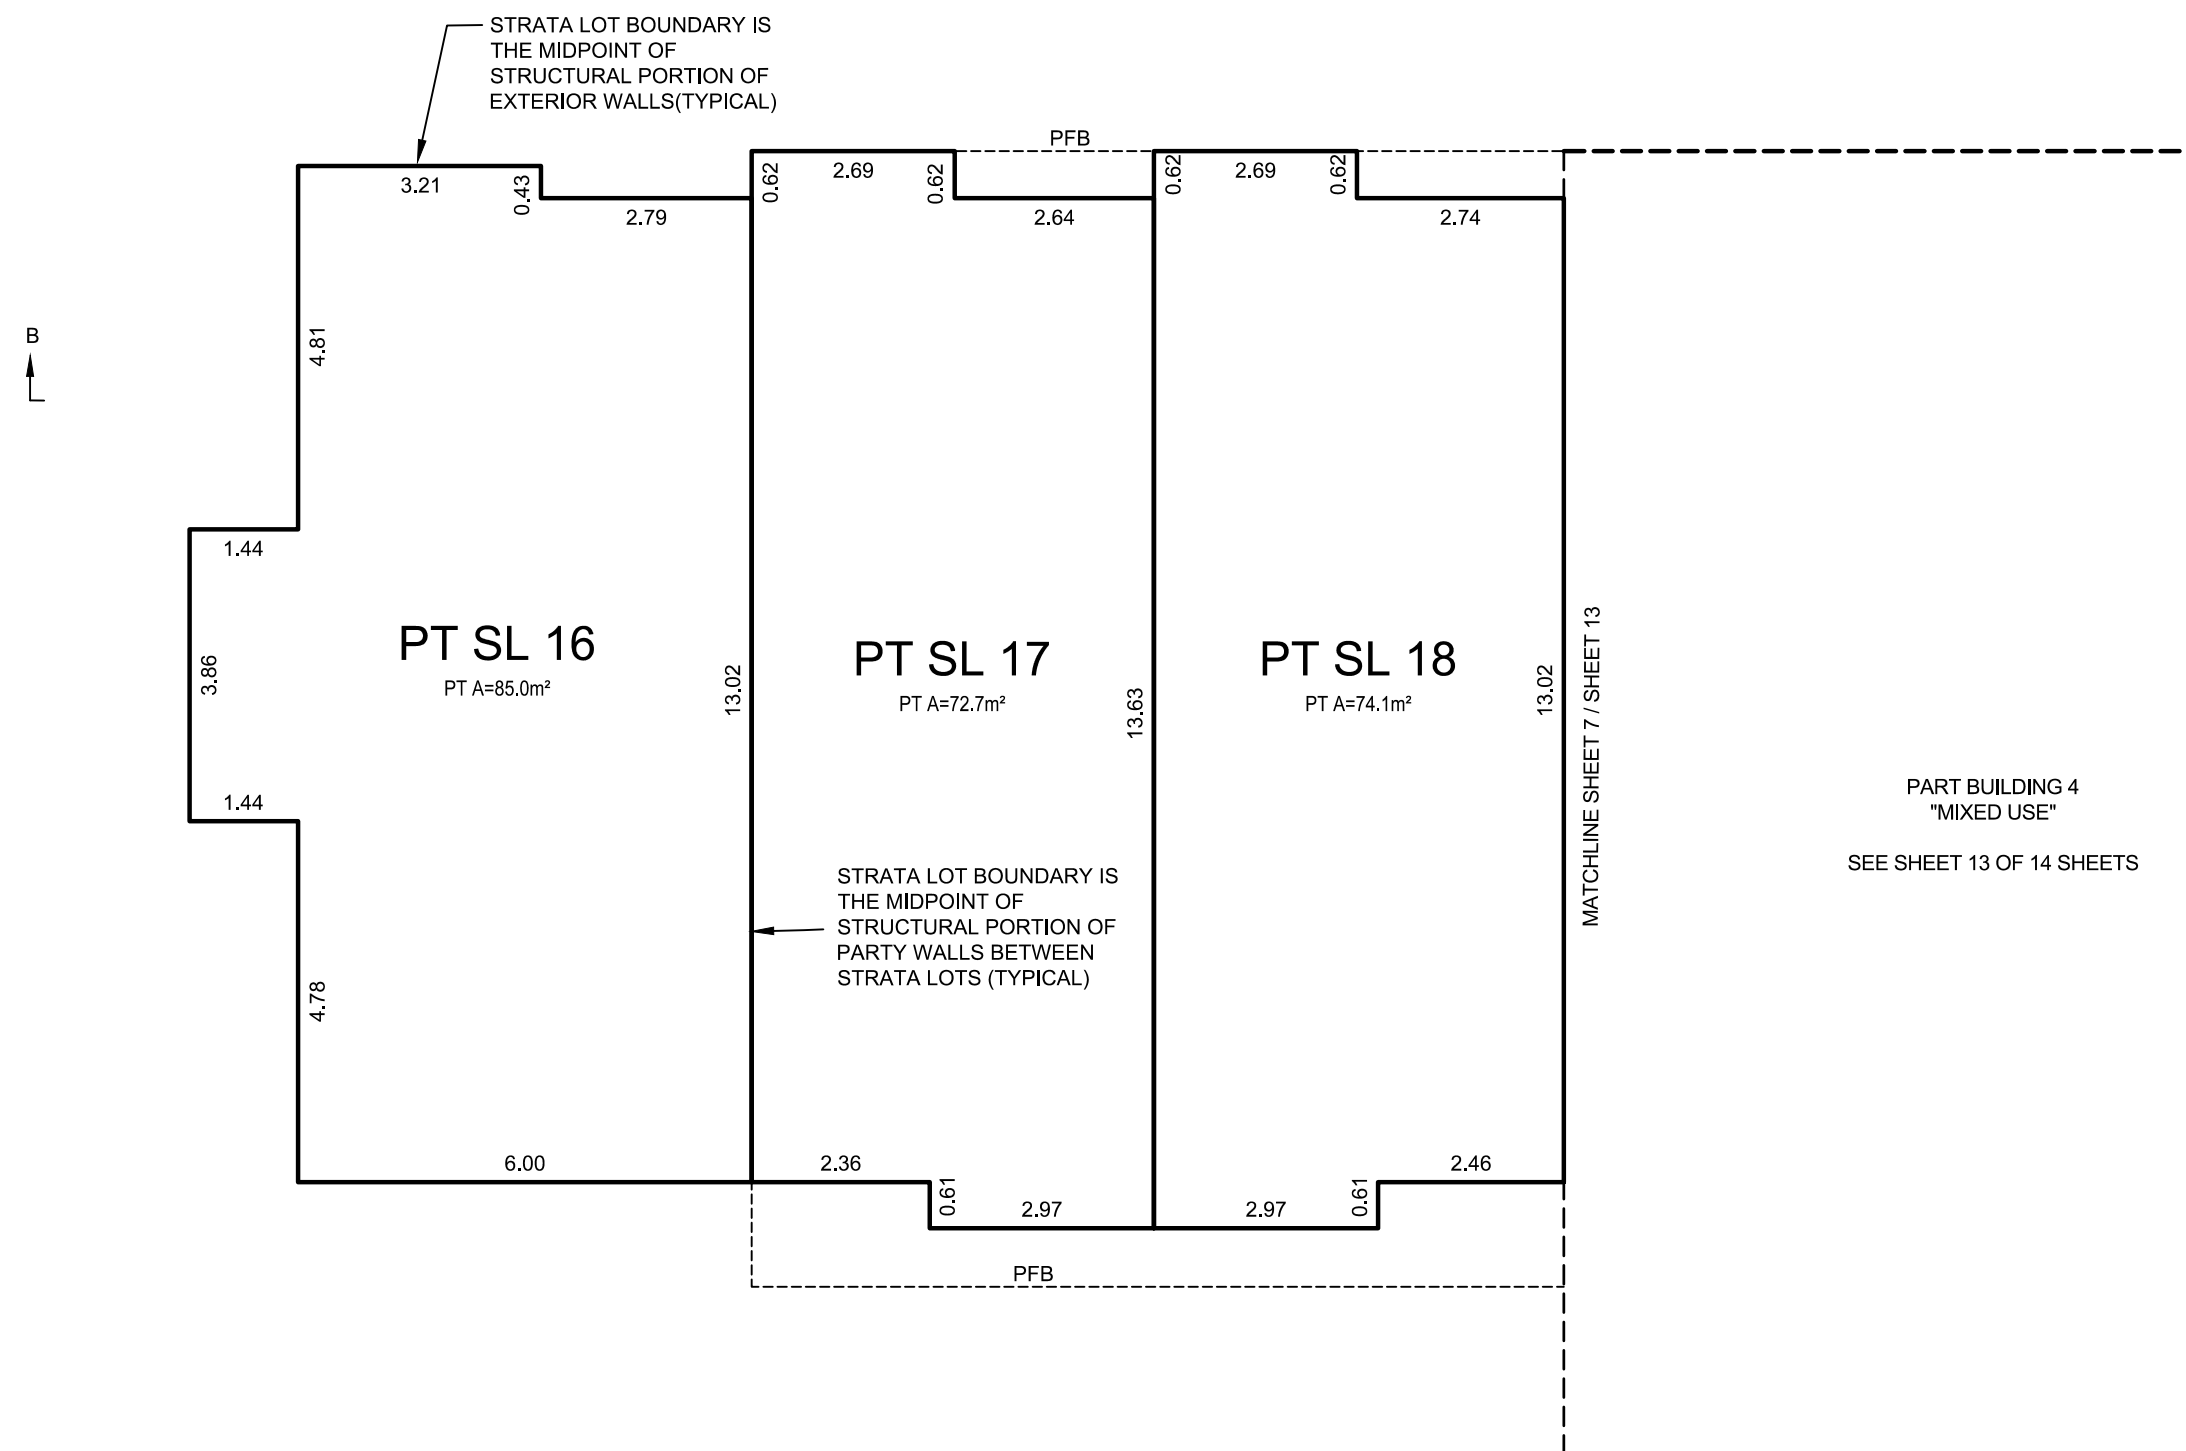 STRATA LOT BOUNDARY IS
THE MIDPOINT OF
STRUCTURAL PORTION OF
EXTERIOR WALLS(TYPICAL)
PFB
3.21
0.43
2.79
0.62
2.69
0.62
2.64
0.62
2.69
0.62
2.74
B
4.81
1.44
3.86
1.44
4.78
PT SL 16
PT A=85.0m²
13.02
PT SL 17
PT A=72.7m²
13.63
PT SL 18
PT A=74.1m²
13.02
MATCHLINE SHEET 7 / SHEET 13
PART BUILDING 4
"MIXED USE"
SEE SHEET 13 OF 14 SHEETS
STRATA LOT BOUNDARY IS
THE MIDPOINT OF
STRUCTURAL PORTION OF
PARTY WALLS BETWEEN
STRATA LOTS (TYPICAL)
6.00
2.36
0.61
2.97
2.97
0.61
2.46
PFB